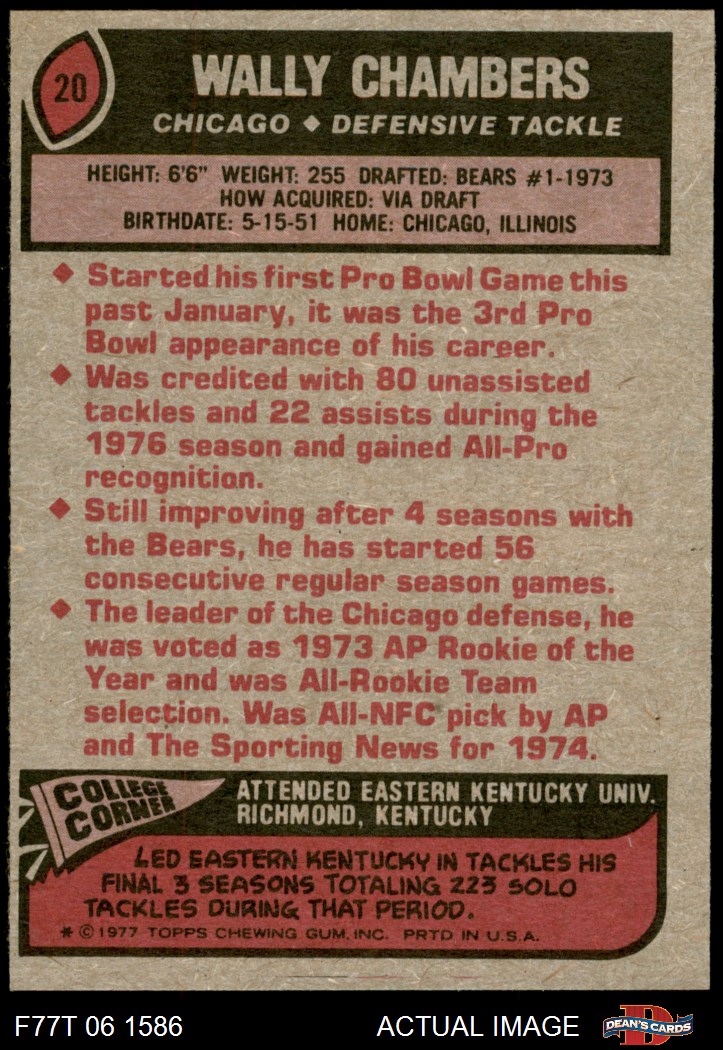 20
WALLY CHAMBERS
CHICAGO ◆ DEFENSIVE TACKLE
HEIGHT: 6'6" WEIGHT: 255 DRAFTED: BEARS #1-1973
HOW ACQUIRED: VIA DRAFT
BIRTHDATE: 5-15-51 HOME: CHICAGO, ILLINOIS
◆ Started his first Pro Bowl Game this
past January, it was the 3rd Pro
Bowl appearance of his career.
◆ Was credited with 80 unassisted
tackles and 22 assists during the
1976 season and gained All-Pro
recognition.
◆ Still improving after 4 seasons with
the Bears, he has started 56
consecutive regular season games.
◆ The leader of the Chicago defense, he
was voted as 1973 AP Rookie of the
Year and was All-Rookie Team
selection. Was All-NFC pick by AP
and The Sporting News for 1974.
COLLEGE
CORNER
ATTENDED EASTERN KENTUCKY UNIV.
RICHMOND, KENTUCKY
LED EASTERN KENTUCKY IN TACKLES HIS
FINAL 3 SEASONS TOTALING 223 SOLO
TACKLES DURING THAT PERIOD.
* © 1977 TOPPS CHEWING GUM, INC. PRTD IN U.S.A.
F77T 06 1586 ACTUAL IMAGE
D
DEAN'S CARDS